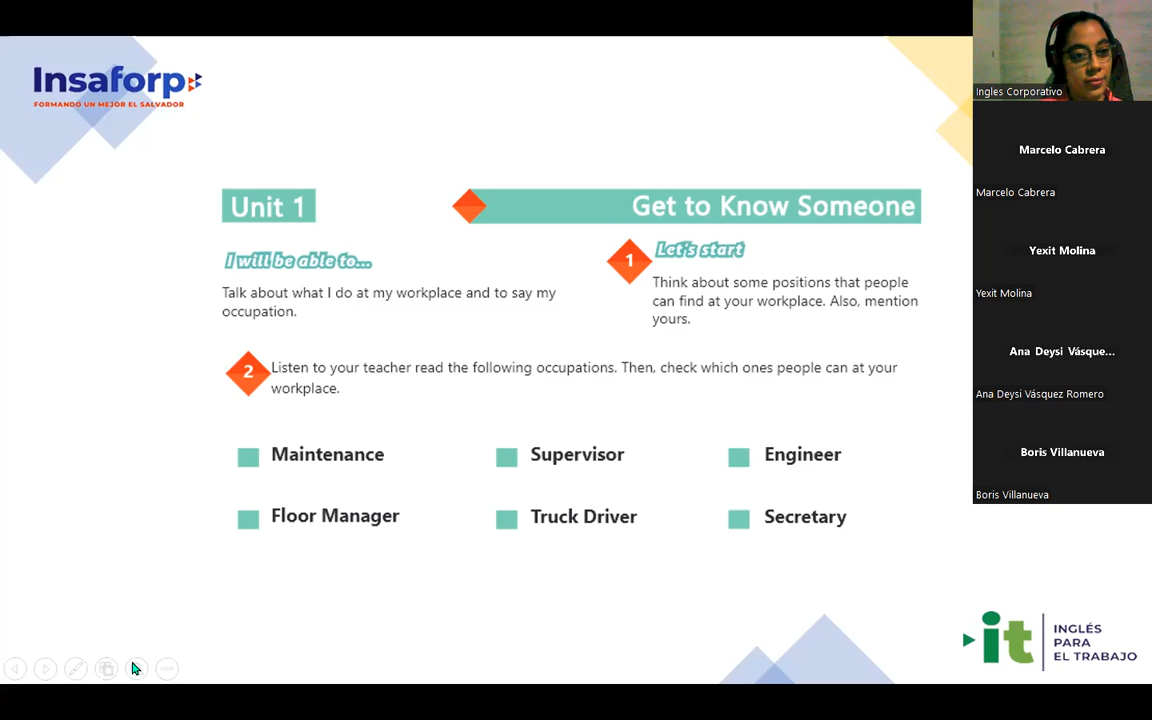 Insaforp
FORMANDO UN MEJOR EL SALVADOR
Unit 1
Get to Know Someone
I will be able to...
Talk about what I do at my workplace and to say my
occupation.
1
Let's start
Think about some positions that people
can find at your workplace. Also, mention
yours.
2
Listen to your teacher read the following occupations. Then, check which ones people can at your
workplace.
Maintenance
Supervisor
Engineer
Floor Manager
Truck Driver
Secretary
Ingles Corporativo
Marcelo Cabrera
Marcelo Cabrera
Yexit Molina
Yexit Molina
Ana Deysi Vásque...
Ana Deysi Vásquez Romero
Boris Villanueva
Boris Villanueva
it
INGLÉS
PARA
EL TRABAJO